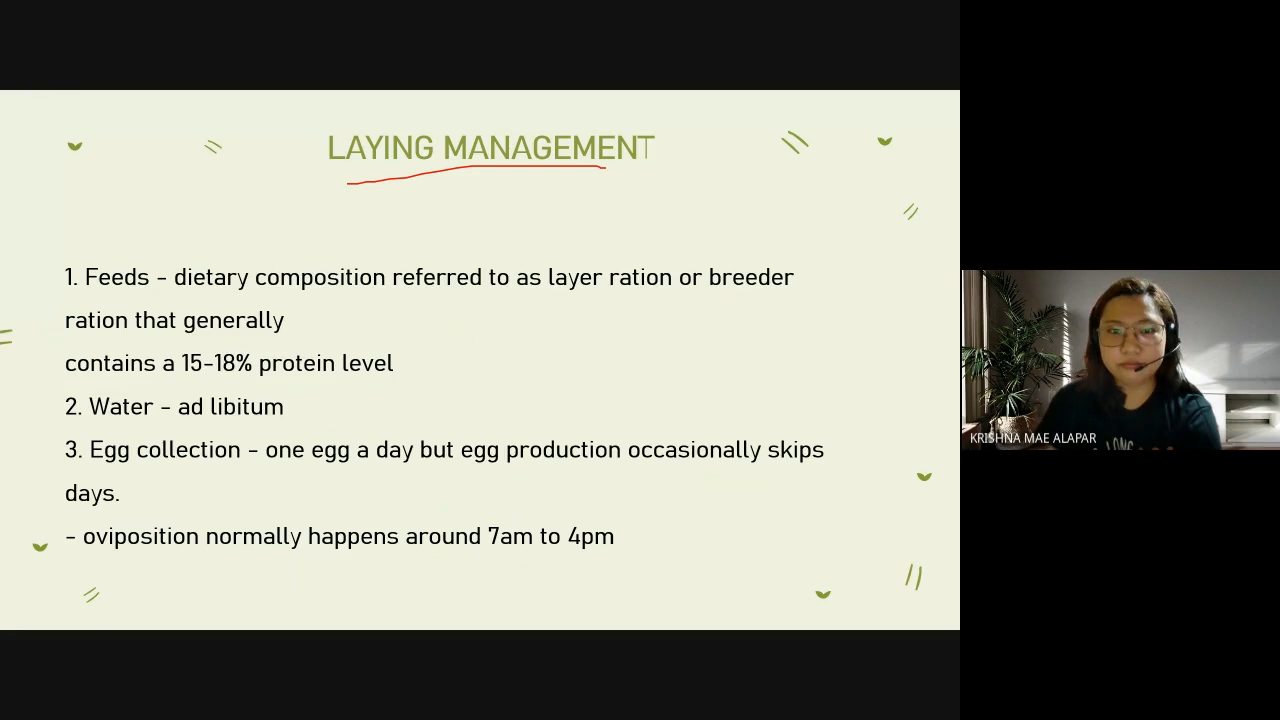 LAYING MANAGEMENT
1. Feeds - dietary composition referred to as layer ration or breeder
ration that generally
contains a 15-18% protein level
2. Water - ad libitum
3. Egg collection - one egg a day but egg production occasionally skips
days.
- oviposition normally happens around 7am to 4pm
KRISHNA MAE ALAPAR